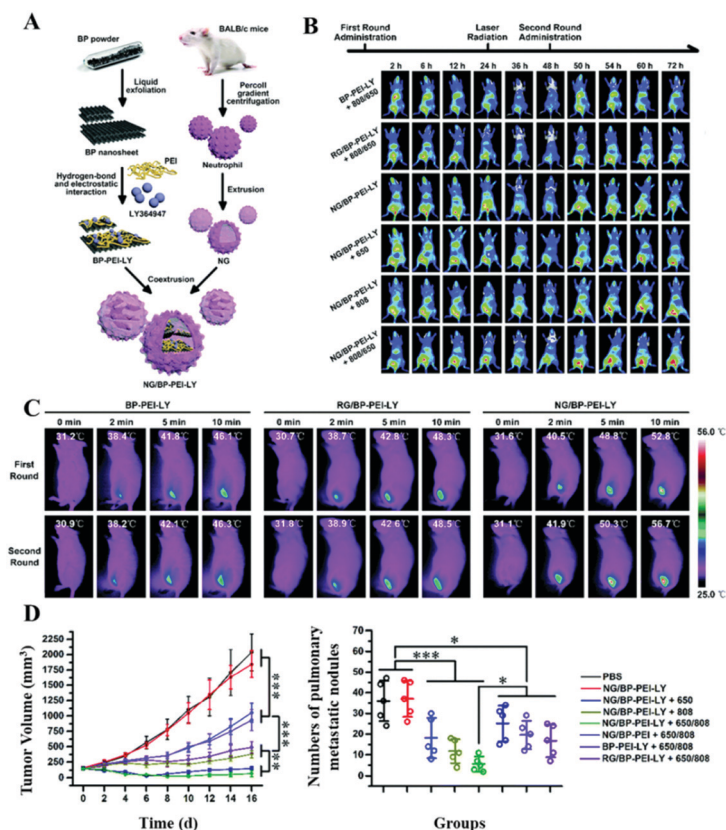 A
BP powder
BALB/c mice
Liquid
exfoliation
Percoll
gradient
centrifugation
BP nanosheet
PEI
Neutrophil
Hydrogen-bond
and electrostatic
interaction
LY364947
Extrusion
BP-PEI-LY
NG
Coextrusion
NG/BP-PEI-LY
B
First Round
Administration
Laser
Radiation
Second Round
Administration
2 h 6 h 12 h 24 h 36 h 48 h 50 h 54 h 60 h 72 h
BP-PEI-LY
+ 808/650
RG/BP-PEI-LY
+ 808/650
NG/BP-PEI-LY
NG/BP-PEI-LY
+ 650
NG/BP-PEI-LY
+ 808
NG/BP-PEI-LY
+ 808/650
C
BP-PEI-LY RG/BP-PEI-LY NG/BP-PEI-LY
0 min 2 min 5 min 10 min 0 min 2 min 5 min 10 min 0 min 2 min 5 min 10 min
First
Round
31.2℃ 38.4℃ 41.8℃ 46.1℃ 30.7℃ 38.7℃ 42.8℃ 48.3℃ 31.6℃ 40.5℃ 48.8℃ 52.8℃
Second
Round
30.9℃ 38.2℃ 42.1℃ 46.3℃ 31.8℃ 38.9℃ 42.6℃ 48.5℃ 31.1℃ 41.9℃ 50.3℃ 56.7℃
56.0℃
25.0 ℃
D
Tumor Volume (mm³)
2250
2000
1750
1500
1250
1000
750
500
250
0
0 2 4 6 8 10 12 14 16
Time (d)
***
***
**
Numbers of pulmonary
metastatic nodules
70
60
50
40
30
20
10
0
*
***
*
Groups
PBS
NG/BP-PEI-LY
NG/BP-PEI-LY + 650
NG/BP-PEI-LY + 808
NG/BP-PEI-LY + 650/808
NG/BP-PEI + 650/808
BP-PEI-LY + 650/808
RG/BP-PEI-LY + 650/808